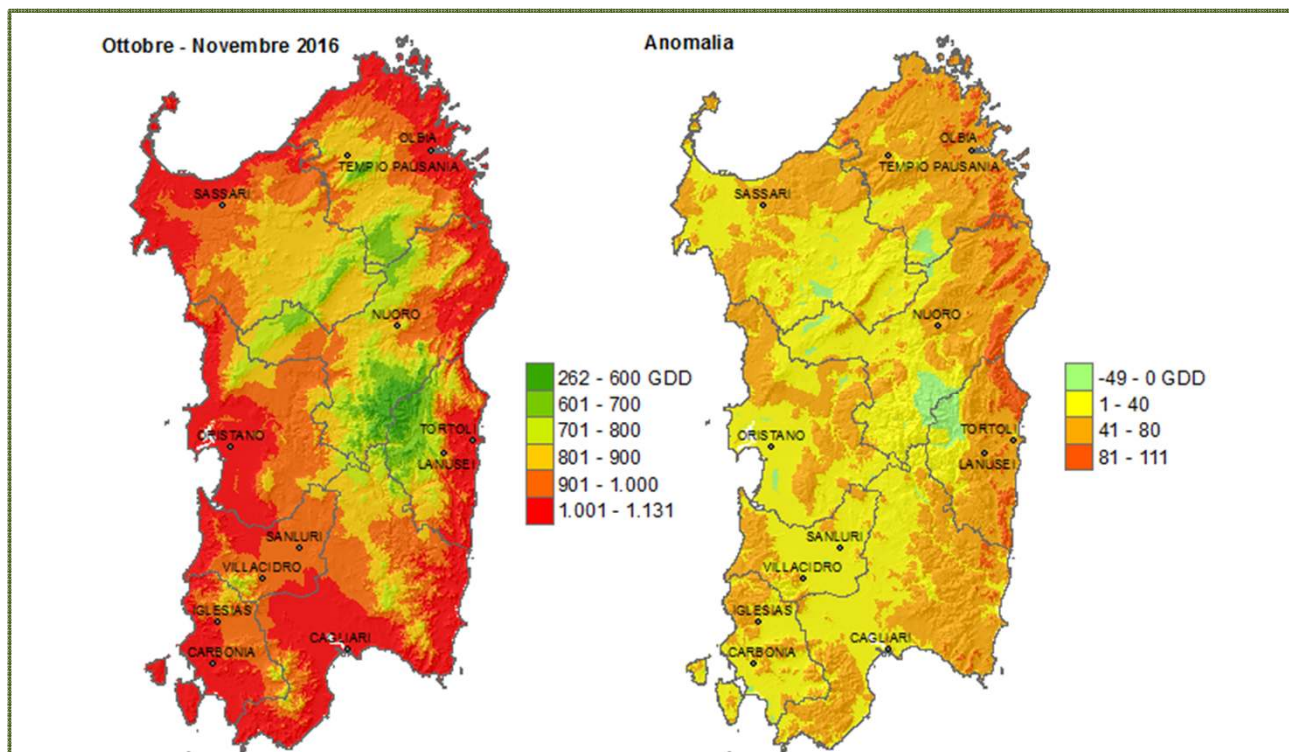 Ottobre - Novembre 2016
OLBIA
TEMPIO PAUSANIA
SASSARI
NUORO
ORISTANO
TORTOLI
LANUSEI
SANLURI
VILLACIDRO
IGLESIAS
CAGLIARI
CARBONIA
262 - 600 GDD
601 - 700
701 - 800
801 - 900
901 - 1.000
1.001 - 1.131
Anomalia
OLBIA
TEMPIO PAUSANIA
SASSARI
NUORO
ORISTANO
TORTOLI
LANUSEI
SANLURI
VILLACIDRO
IGLESIAS
CAGLIARI
CARBONIA
-49 - 0 GDD
1 - 40
41 - 80
81 - 111